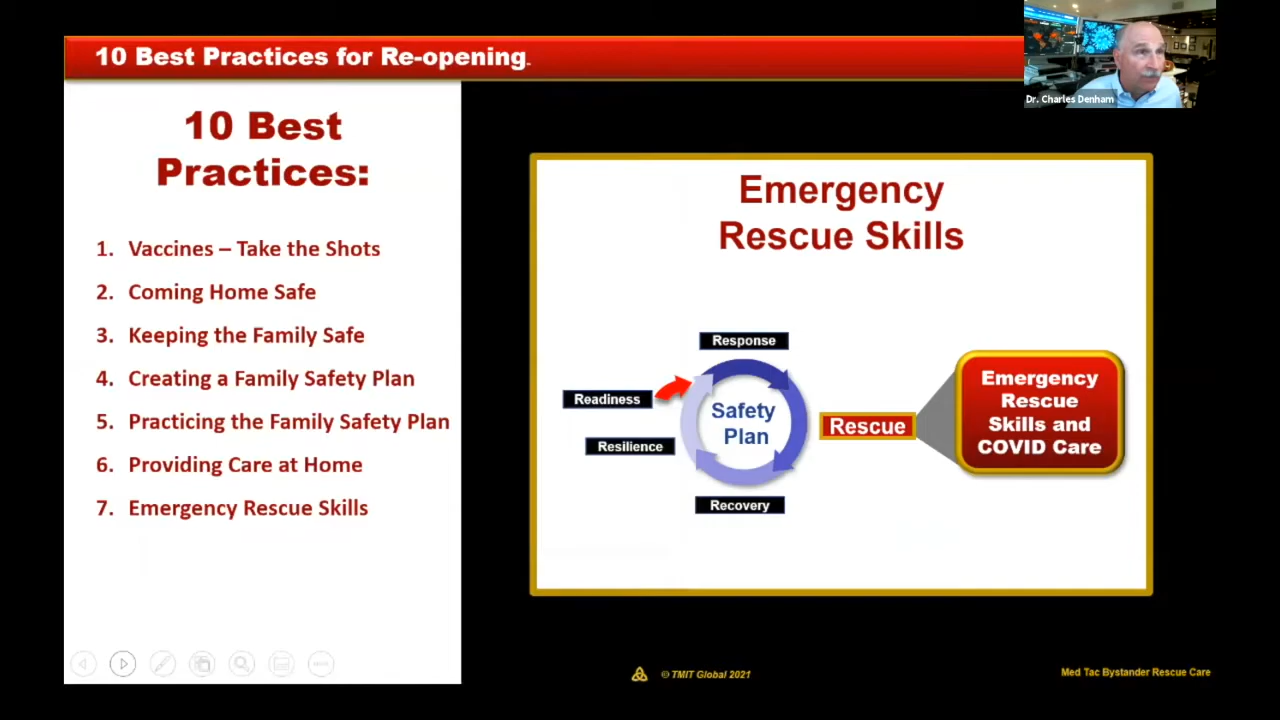 10 Best Practices for Re-opening.
Dr. Charles Denham
10 Best
Practices:
1. Vaccines – Take the Shots
2. Coming Home Safe
3. Keeping the Family Safe
4. Creating a Family Safety Plan
5. Practicing the Family Safety Plan
6. Providing Care at Home
7. Emergency Rescue Skills
Emergency
Rescue Skills
Response
Readiness
Resilience
Safety
Plan
Recovery
Rescue
Emergency
Rescue
Skills and
COVID Care
© TMIT Global 2021
Med Tac Bystander Rescue Care